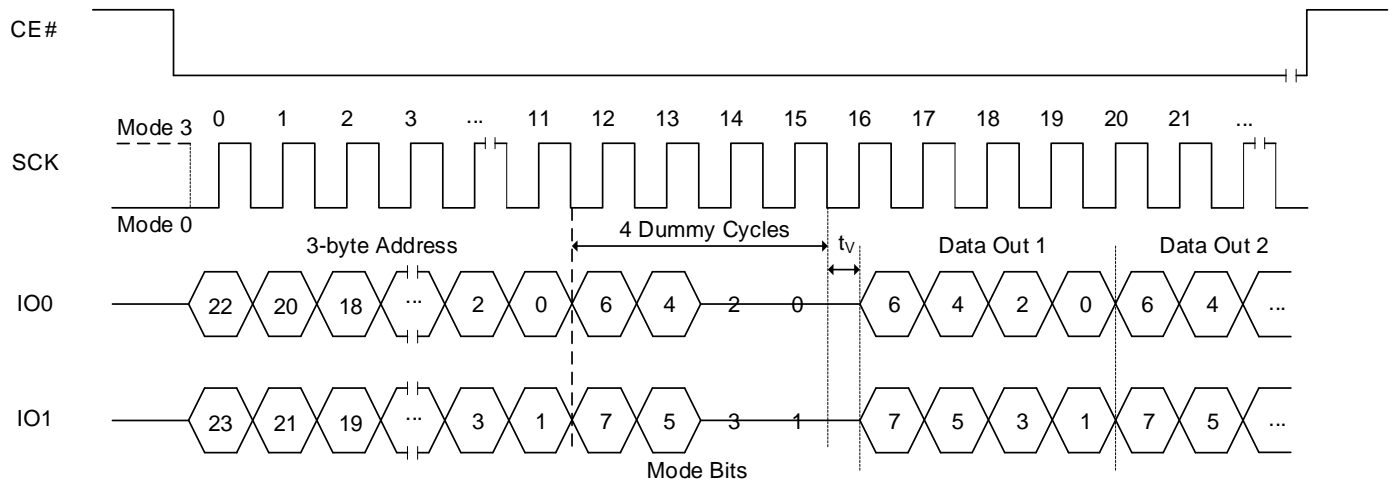 CE#
0 1 2 3 ... 11 12 13 14 15 16 17 18 19 20 21 ...
Mode 3
SCK
Mode 0
3-byte Address 4 Dummy Cycles tV Data Out 1 Data Out 2
IO0 22 20 18 ... 2 0 6 4 2 0 6 4 2 0 6 4 ...
IO1 23 21 19 ... 3 1 7 5 3 1 7 5 3 1 7 5 ...
Mode Bits